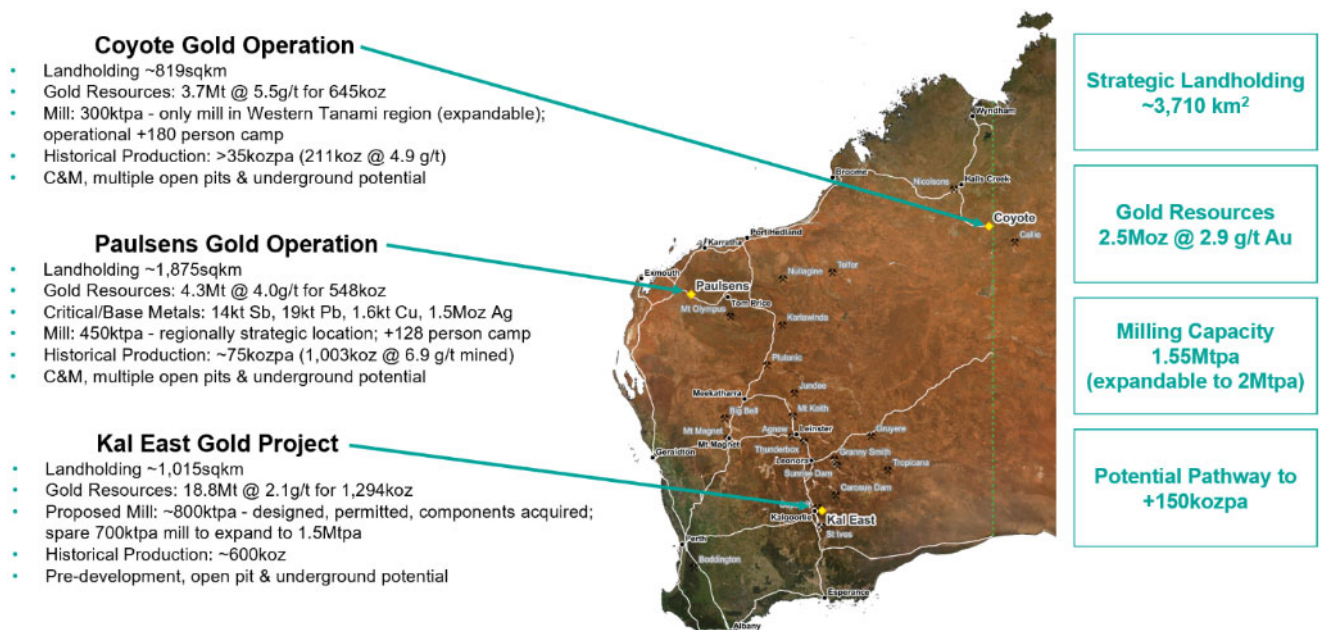 Coyote Gold Operation
• Landholding ~819sqkm
• Gold Resources: 3.7Mt @ 5.5g/t for 645koz
• Mill: 300ktpa - only mill in Western Tanami region (expandable);
operational +180 person camp
• Historical Production: >35kozpa (211koz @ 4.9 g/t)
• C&M, multiple open pits & underground potential
Paulsens Gold Operation
• Landholding ~1,875sqkm
• Gold Resources: 4.3Mt @ 4.0g/t for 548koz
• Critical/Base Metals: 14kt Sb, 19kt Pb, 1.6kt Cu, 1.5Moz Ag
• Mill: 450ktpa - regionally strategic location; +128 person camp
• Historical Production: ~75kozpa (1,003koz @ 6.9 g/t mined)
• C&M, multiple open pits & underground potential
Kal East Gold Project
• Landholding ~1,015sqkm
• Gold Resources: 18.8Mt @ 2.1g/t for 1,294koz
• Proposed Mill: ~800ktpa - designed, permitted, components acquired;
spare 700ktpa mill to expand to 1.5Mtpa
• Historical Production: ~600koz
• Pre-development, open pit & underground potential
Wyndham
Broome
Nicolsons
Halls Creek
Coyote
Callie
Port Hedland
Karratha
Exmouth
Nullagine
Telfer
Paulsens
Tom Price
Mt Olympus
Karlawinda
Plutonic
Jundee
Meekatharra
Big Bell
Mt Keith
Mt Magnet
Mt Magnet
Agnew
Leinster
Gruyere
Geraldton
Thunderbox
Leonora
Granny Smith
Sunrise Dam
Tropicana
Carosue Dam
Kalgoorlie
Kal East
St Ives
Perth
Boddington
Esperance
Albany
Strategic Landholding
~3,710 km²
Gold Resources
2.5Moz @ 2.9 g/t Au
Milling Capacity
1.55Mtpa
(expandable to 2Mtpa)
Potential Pathway to
+150kozpa